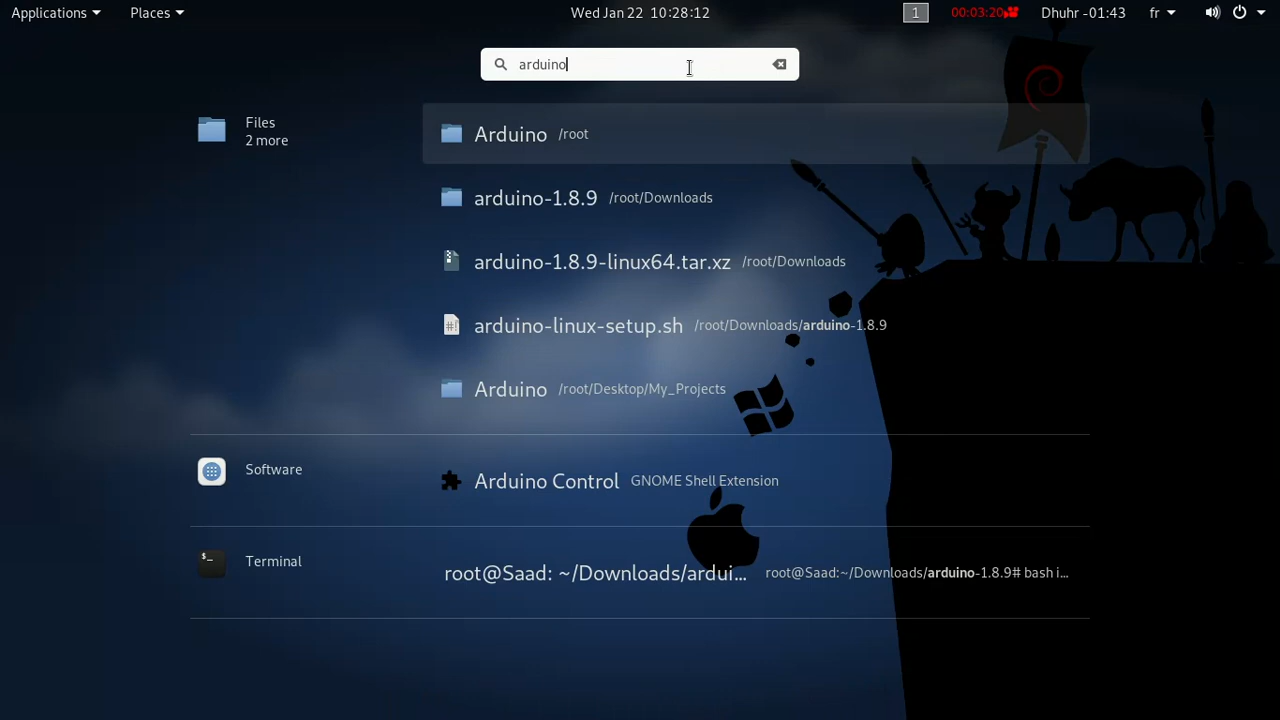 Applications Places Wed Jan 22 10:28:12 1 00:03:20 Dhuhr -01:43 fr
arduino
Files
2 more
Arduino /root
arduino-1.8.9 /root/Downloads
arduino-1.8.9-linux64.tar.xz /root/Downloads
arduino-linux-setup.sh /root/Downloads/arduino-1.8.9
Arduino /root/Desktop/My_Projects
Software Arduino Control GNOME Shell Extension
Terminal root@Saad: ~/Downloads/ardui... root@Saad:~/Downloads/arduino-1.8.9# bash i...